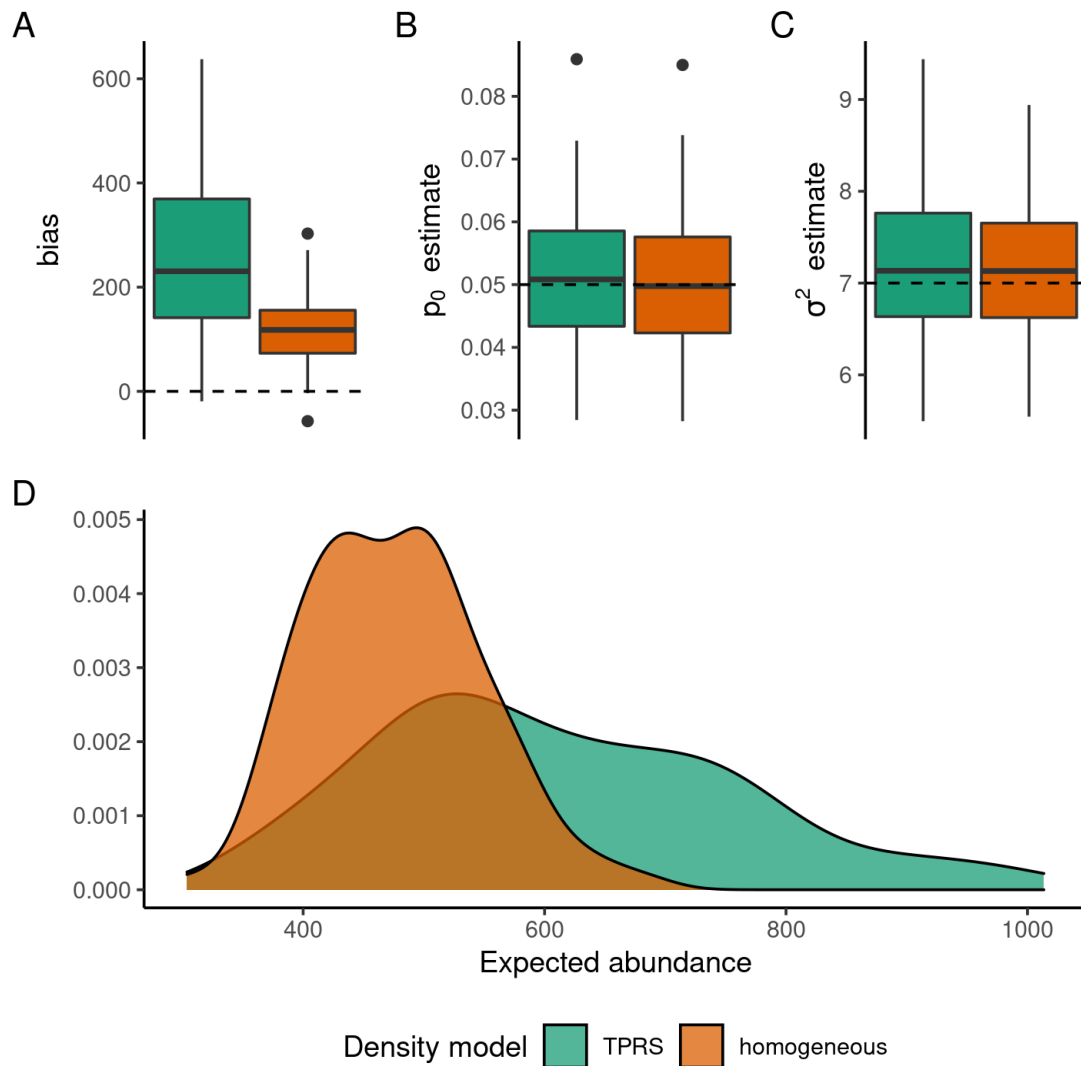 A
B
C
600
400
200
0
bias
0.08
0.07
0.06
0.05
0.04
0.03
p₀ estimate
9
8
7
6
σ² estimate
D
0.005
0.004
0.003
0.002
0.001
0.000
400 600 800 1000
Expected abundance
Density model TPRS homogeneous